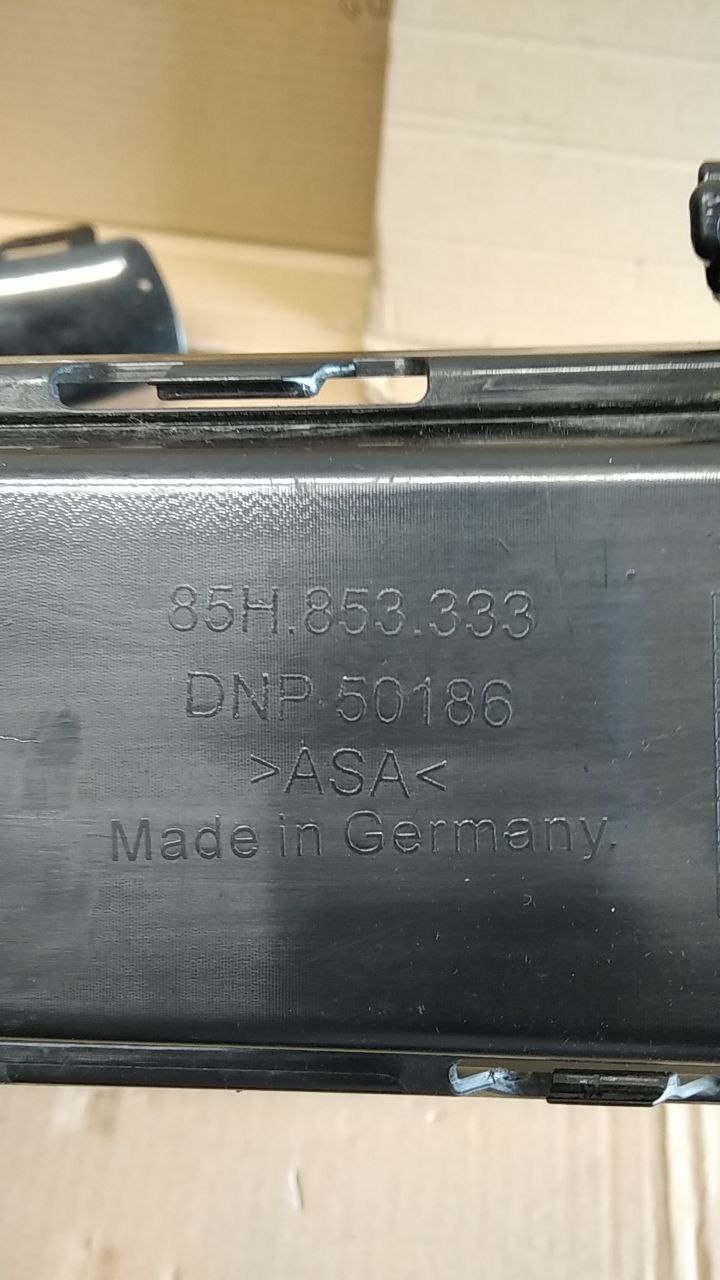 85H.853.333
DNP 50186
>ASA<
Made in Germany.